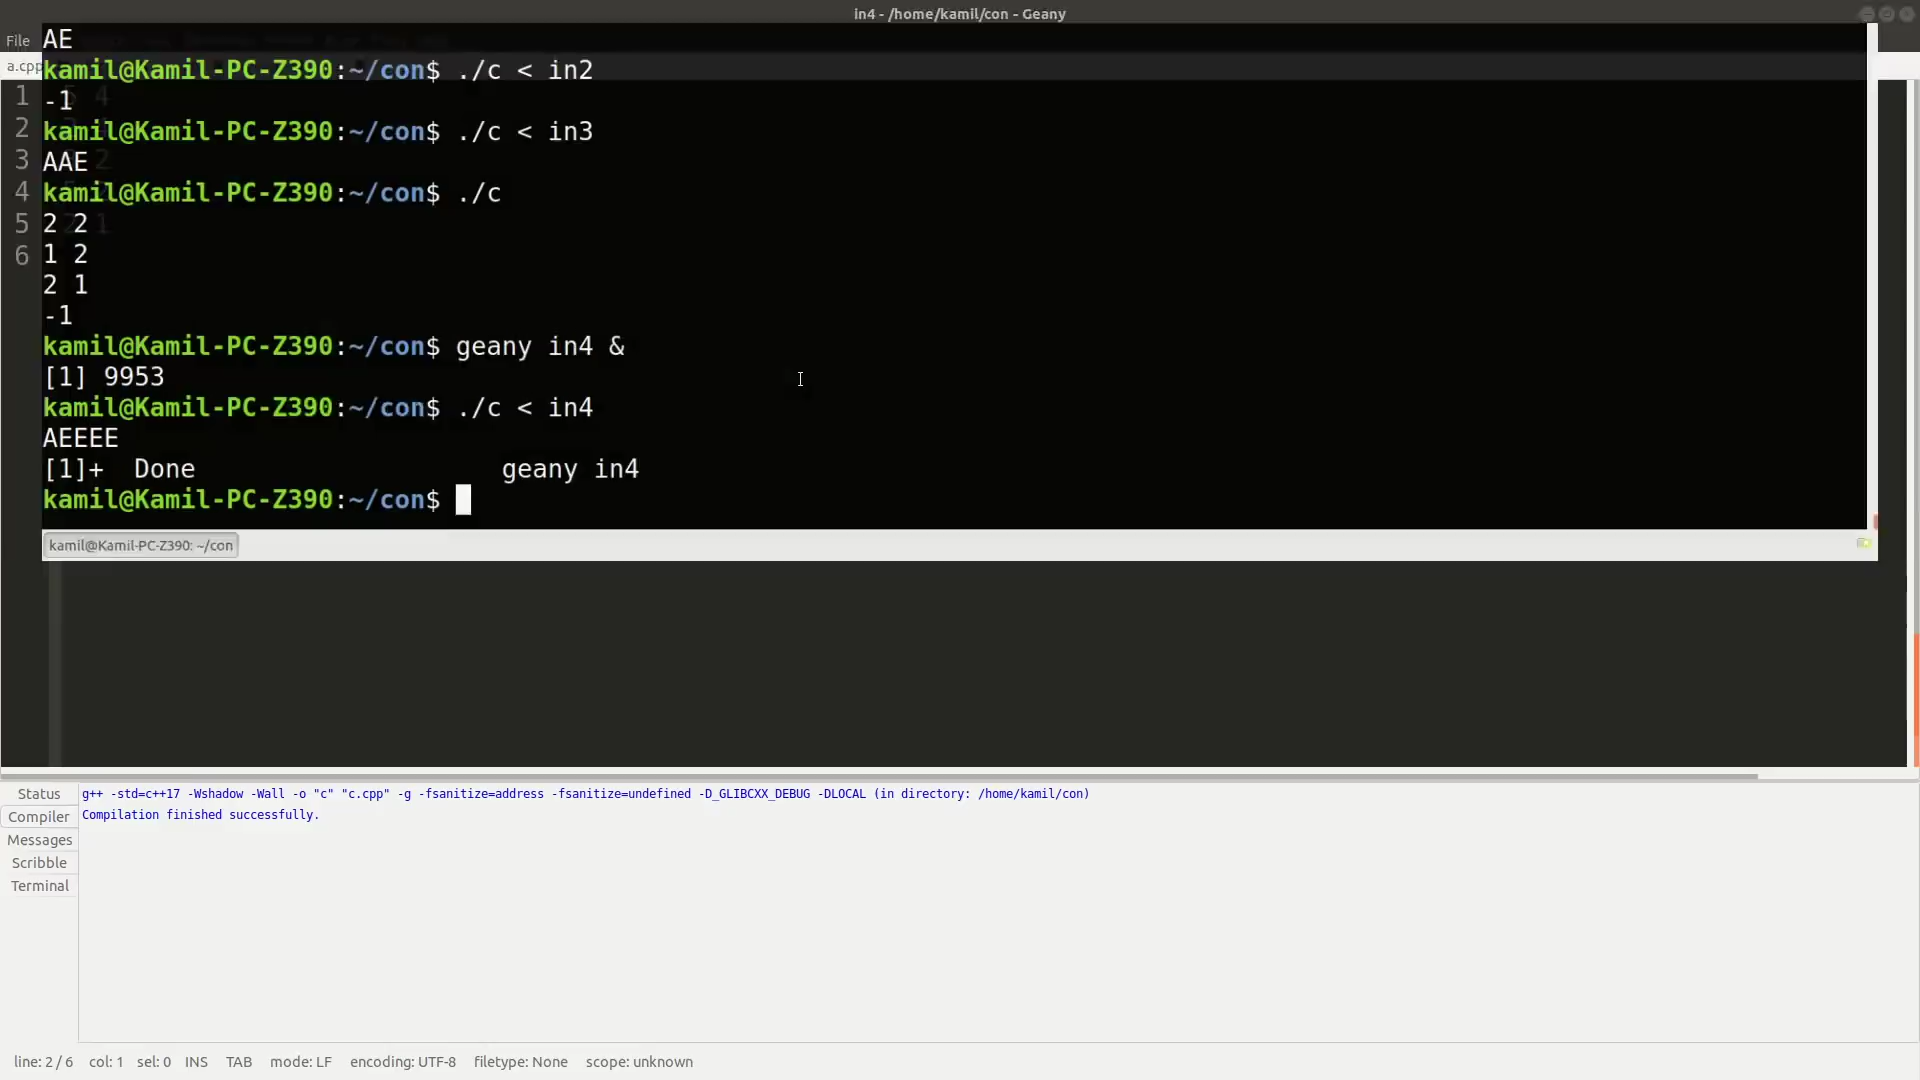 in4 - /home/kamil/con - Geany
File
AE
a.cpp
kamil@Kamil-PC-Z390:~/con$ ./c < in2
1
-1
5 4
2
kamil@Kamil-PC-Z390:~/con$ ./c < in3
3
AAE
2
4
kamil@Kamil-PC-Z390:~/con$ ./c
5
2 2
1
6
1 2
2 1
-1
kamil@Kamil-PC-Z390:~/con$ geany in4 &
[1] 9953
kamil@Kamil-PC-Z390:~/con$ ./c < in4
AEEEE
[1]+  Done                    geany in4
kamil@Kamil-PC-Z390:~/con$
kamil@Kamil-PC-Z390: ~/con
Status
g++ -std=c++17 -Wshadow -Wall -o "c" "c.cpp" -g -fsanitize=address -fsanitize=undefined -D_GLIBCXX_DEBUG -DLOCAL (in directory: /home/kamil/con)
Compiler
Compilation finished successfully.
Messages
Scribble
Terminal
line: 2 / 6 col: 1 sel: 0 INS TAB mode: LF encoding: UTF-8 filetype: None scope: unknown